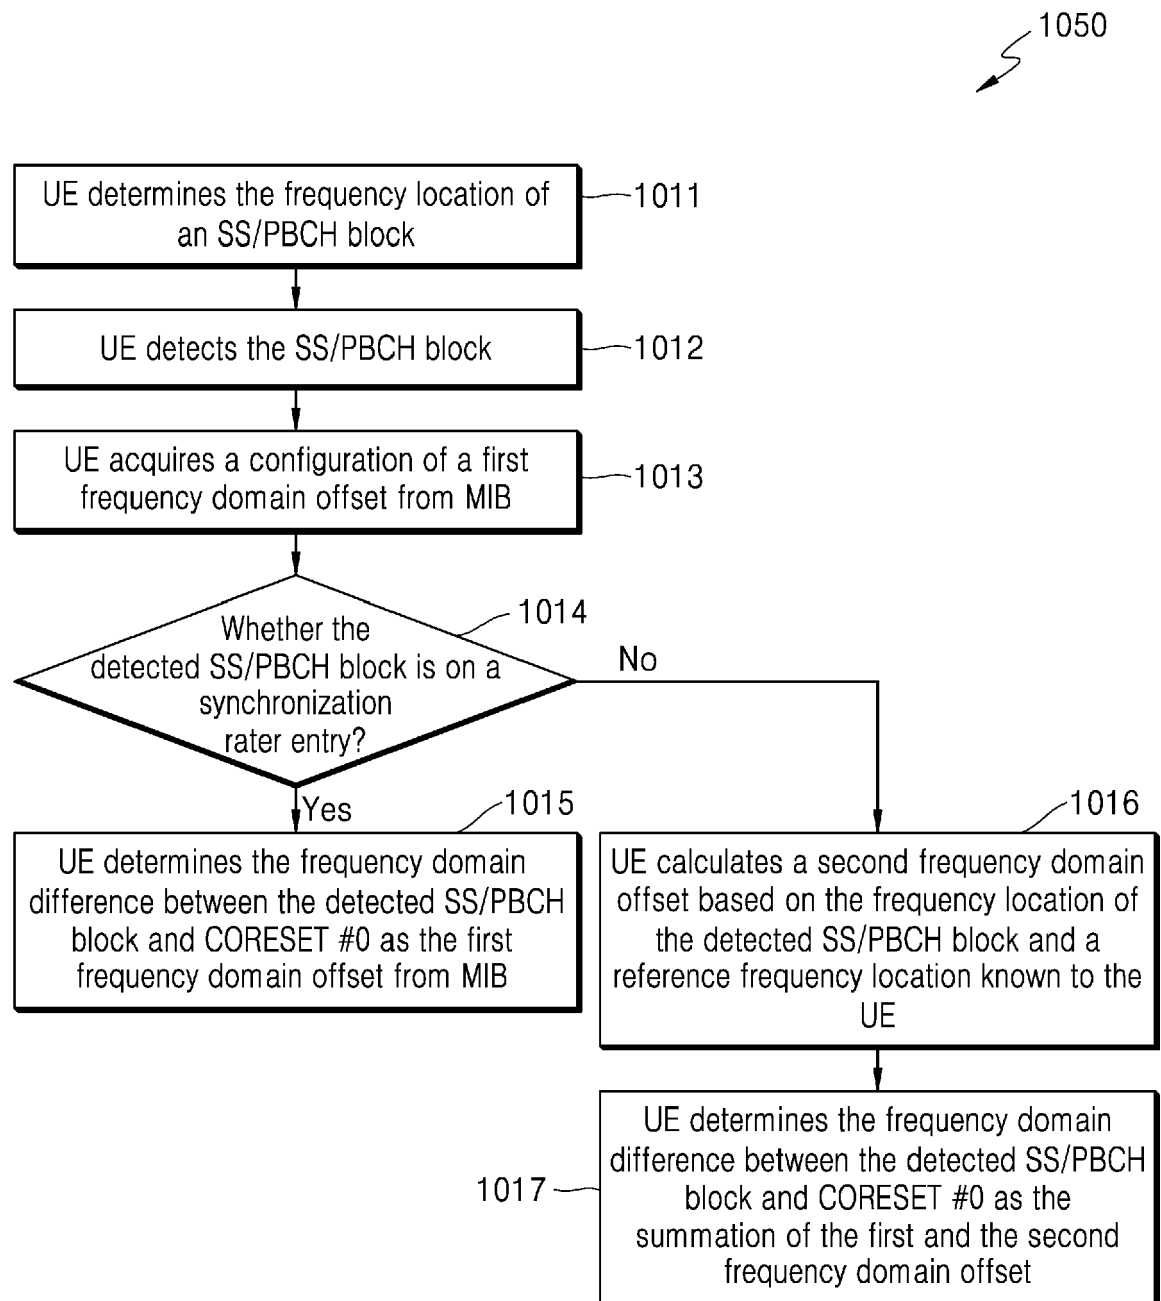 1050
UE determines the frequency location of
an SS/PBCH block
1011
UE detects the SS/PBCH block
1012
UE acquires a configuration of a first
frequency domain offset from MIB
1013
1014
Whether the
detected SS/PBCH block is on a
synchronization
rater entry?
No
Yes
1015
UE determines the frequency domain
difference between the detected SS/PBCH
block and CORESET #0 as the first
frequency domain offset from MIB
1016
UE calculates a second frequency domain
offset based on the frequency location of
the detected SS/PBCH block and a
reference frequency location known to the
UE
1017
UE determines the frequency domain
difference between the detected SS/PBCH
block and CORESET #0 as the
summation of the first and the second
frequency domain offset